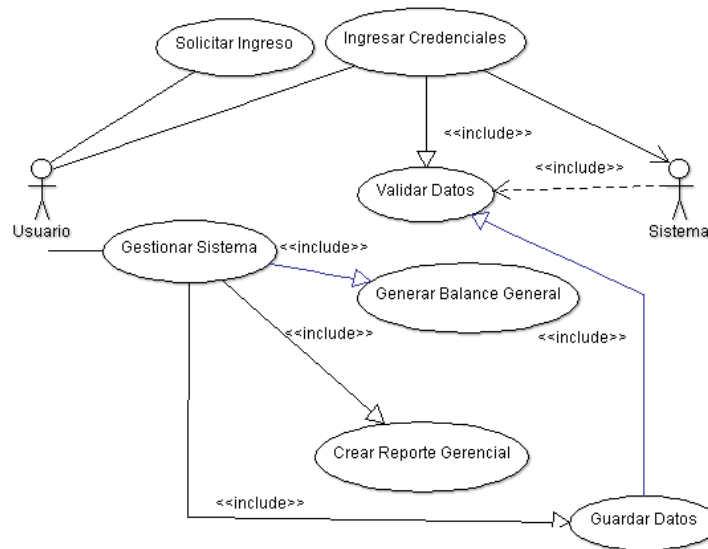 Solicitar Ingreso
Ingresar Credenciales
<<include>>
<<include>>
Validar Datos
Usuario
Sistema
Gestionar Sistema
<<include>>
Generar Balance General
<<include>>
<<include>>
Crear Reporte Gerencial
<<include>>
Guardar Datos